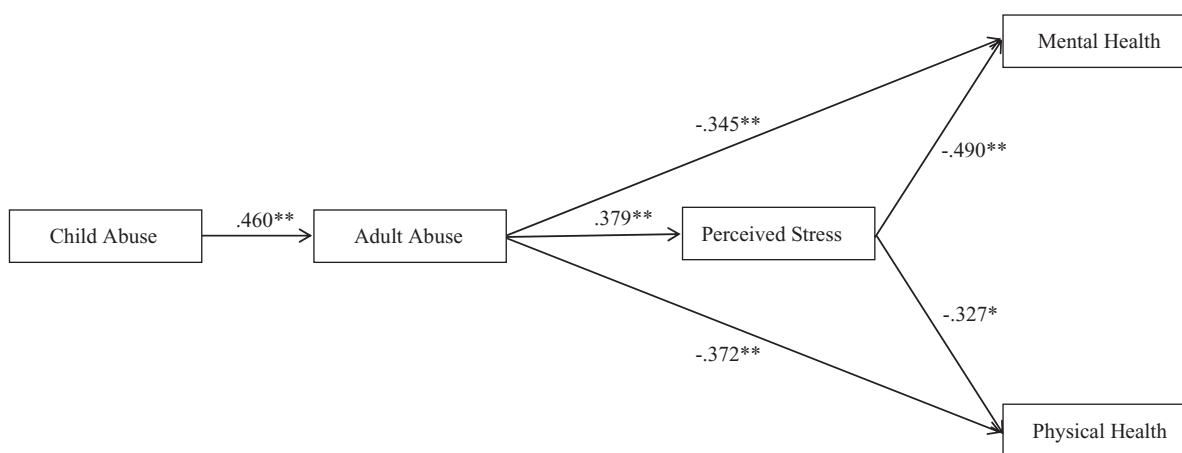 Mental Health
-.345**
-.490**
Child Abuse
.460**
Adult Abuse
.379**
Perceived Stress
-.327*
-.372**
Physical Health